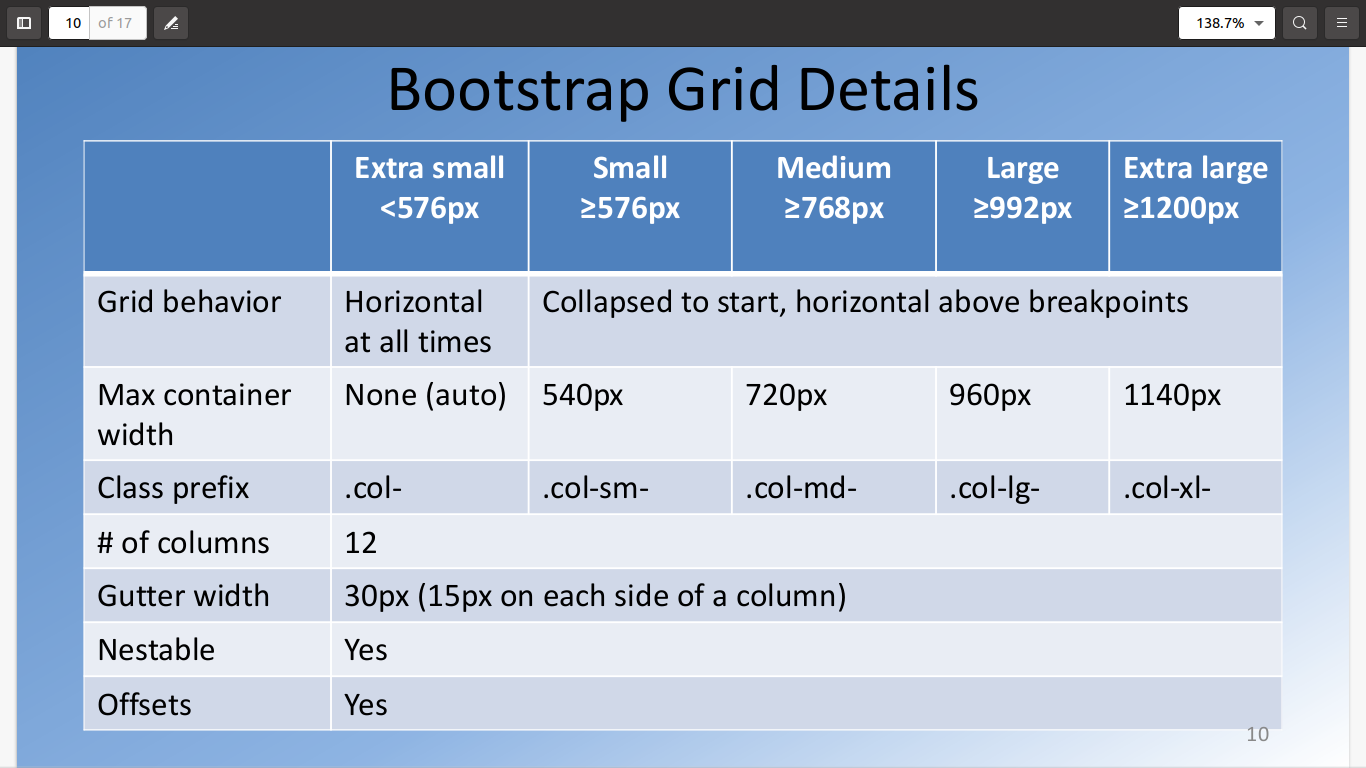 10 of 17
138.7%
Bootstrap Grid Details
Extra small Small Medium Large Extra large
<576px ≥576px ≥768px ≥992px ≥1200px
Grid behavior Horizontal Collapsed to start, horizontal above breakpoints
at all times
Max container None (auto) 540px 720px 960px 1140px
width
Class prefix .col- .col-sm- .col-md- .col-lg- .col-xl-
# of columns 12
Gutter width 30px (15px on each side of a column)
Nestable Yes
Offsets Yes
10